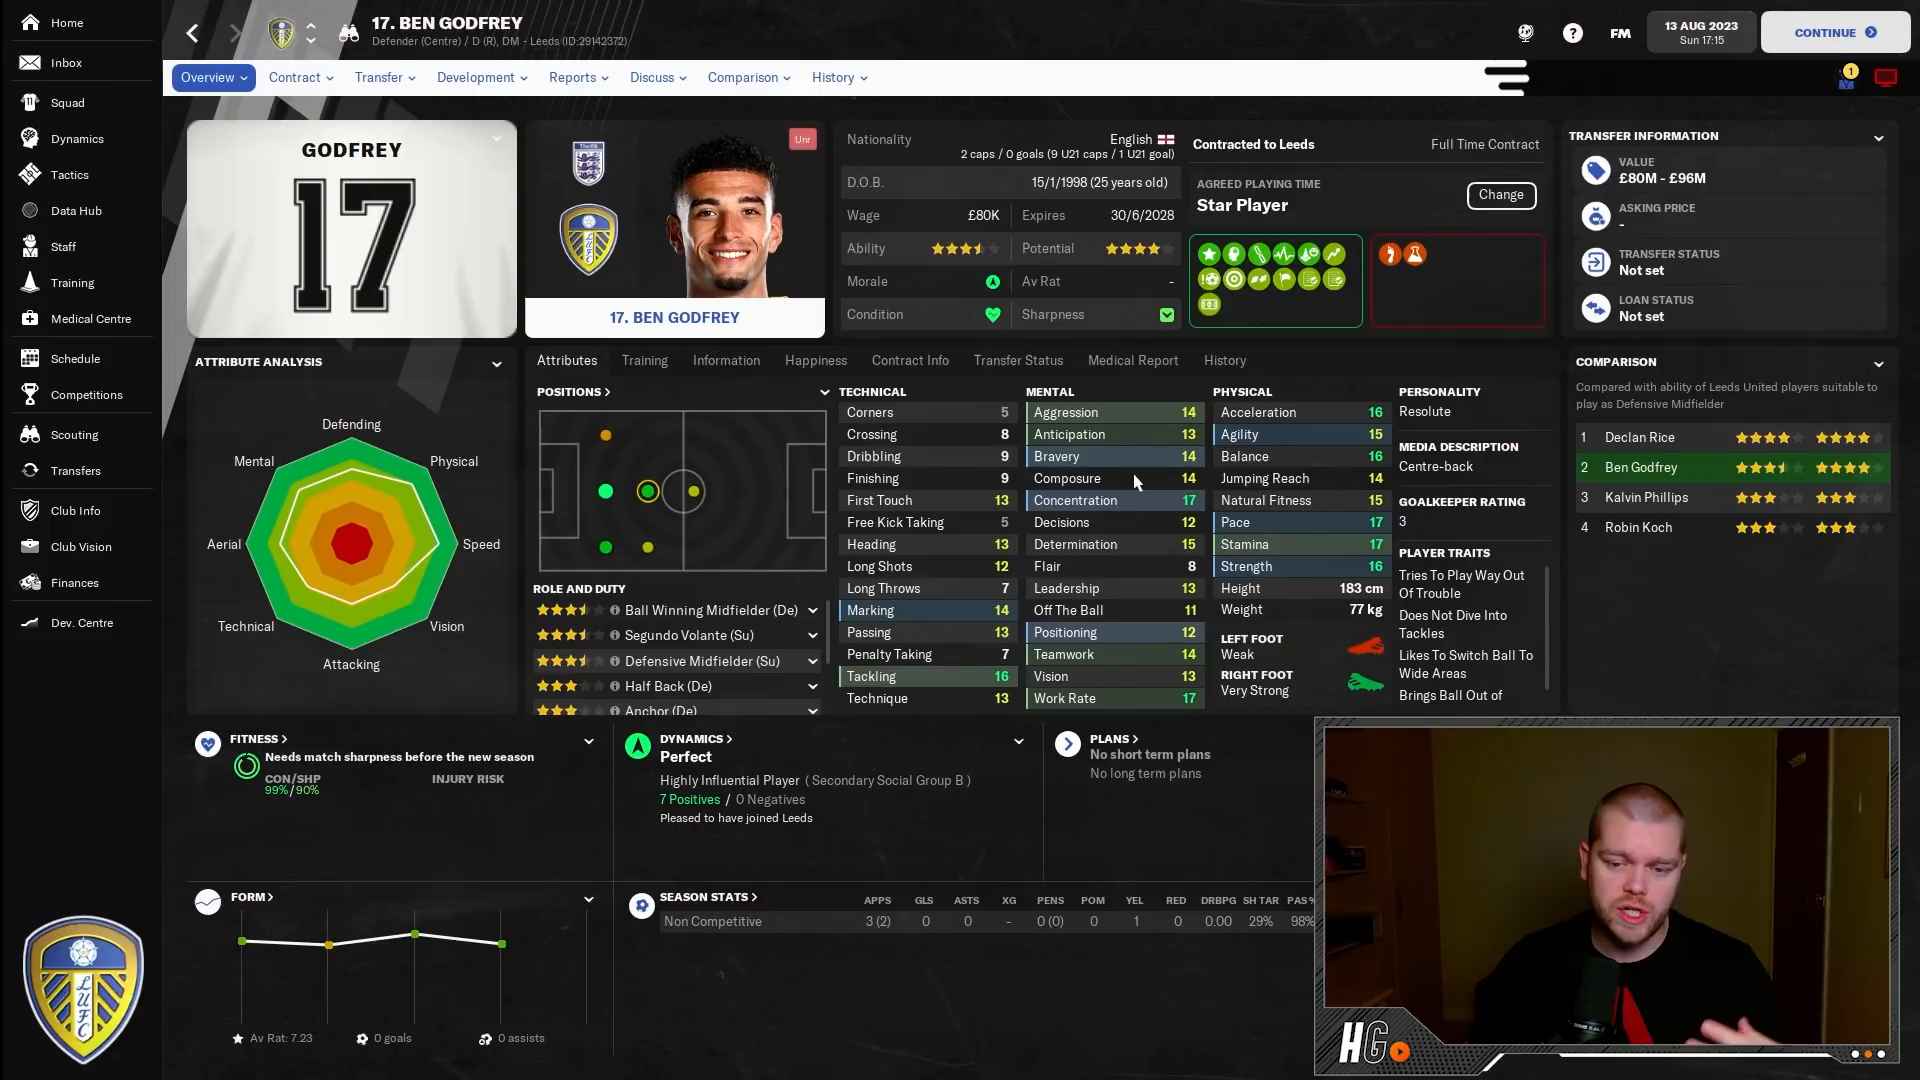 Home
Inbox
Squad
Dynamics
Tactics
Data Hub
Staff
Training
Medical Centre
Schedule
Competitions
Scouting
Transfers
Club Info
Club Vision
Finances
Dev. Centre
LUFC
17. BEN GODFREY
Defender (Centre) / D (R), DM - Leeds (ID:29142372)
FM
13 AUG 2023
Sun 17:15
CONTINUE
Overview
Contract
Transfer
Development
Reports
Discuss
Comparison
History
1
GODFREY
17
Unr
17. BEN GODFREY
Nationality English
2 caps / 0 goals (9 U21 caps / 1 U21 goal)
D.O.B. 15/1/1998 (25 years old)
Wage £80K Expires 30/6/2028
Ability Potential
Morale Av Rat -
Condition Sharpness
Contracted to Leeds Full Time Contract
AGREED PLAYING TIME
Star Player
Change
TRANSFER INFORMATION
VALUE
£80M - £96M
ASKING PRICE
-
TRANSFER STATUS
Not set
LOAN STATUS
Not set
ATTRIBUTE ANALYSIS
Defending
Mental
Physical
Aerial
Speed
Technical
Vision
Attacking
Attributes
Training
Information
Happiness
Contract Info
Transfer Status
Medical Report
History
POSITIONS
ROLE AND DUTY
Ball Winning Midfielder (De)
Segundo Volante (Su)
Defensive Midfielder (Su)
Half Back (De)
Anchor (De)
TECHNICAL
Corners 5
Crossing 8
Dribbling 9
Finishing 9
First Touch 13
Free Kick Taking 5
Heading 13
Long Shots 12
Long Throws 7
Marking 14
Passing 13
Penalty Taking 7
Tackling 16
Technique 13
MENTAL
Aggression 14
Anticipation 13
Bravery 14
Composure 14
Concentration 17
Decisions 12
Determination 15
Flair 8
Leadership 13
Off The Ball 11
Positioning 12
Teamwork 14
Vision 13
Work Rate 17
PHYSICAL
Acceleration 16
Agility 15
Balance 16
Jumping Reach 14
Natural Fitness 15
Pace 17
Stamina 17
Strength 16
Height 183 cm
Weight 77 kg
LEFT FOOT
Weak
RIGHT FOOT
Very Strong
PERSONALITY
Resolute
MEDIA DESCRIPTION
Centre-back
GOALKEEPER RATING
3
PLAYER TRAITS
Tries To Play Way Out
Of Trouble
Does Not Dive Into
Tackles
Likes To Switch Ball To
Wide Areas
Brings Ball Out of
COMPARISON
Compared with ability of Leeds United players suitable to
play as Defensive Midfielder
1 Declan Rice
2 Ben Godfrey
3 Kalvin Phillips
4 Robin Koch
FITNESS
Needs match sharpness before the new season
CON/SHP INJURY RISK
99%/90%
DYNAMICS
Perfect
Highly Influential Player ( Secondary Social Group B )
7 Positives / 0 Negatives
Pleased to have joined Leeds
PLANS
No short term plans
No long term plans
FORM
Av Rat: 7.23
0 goals
0 assists
SEASON STATS APPS GLS ASTS XG PENS POM YEL RED DRBPG SH TAR PAS %
Non Competitive 3 (2) 0 0 - 0 (0) 0 1 0 0.00 29% 98%
HG